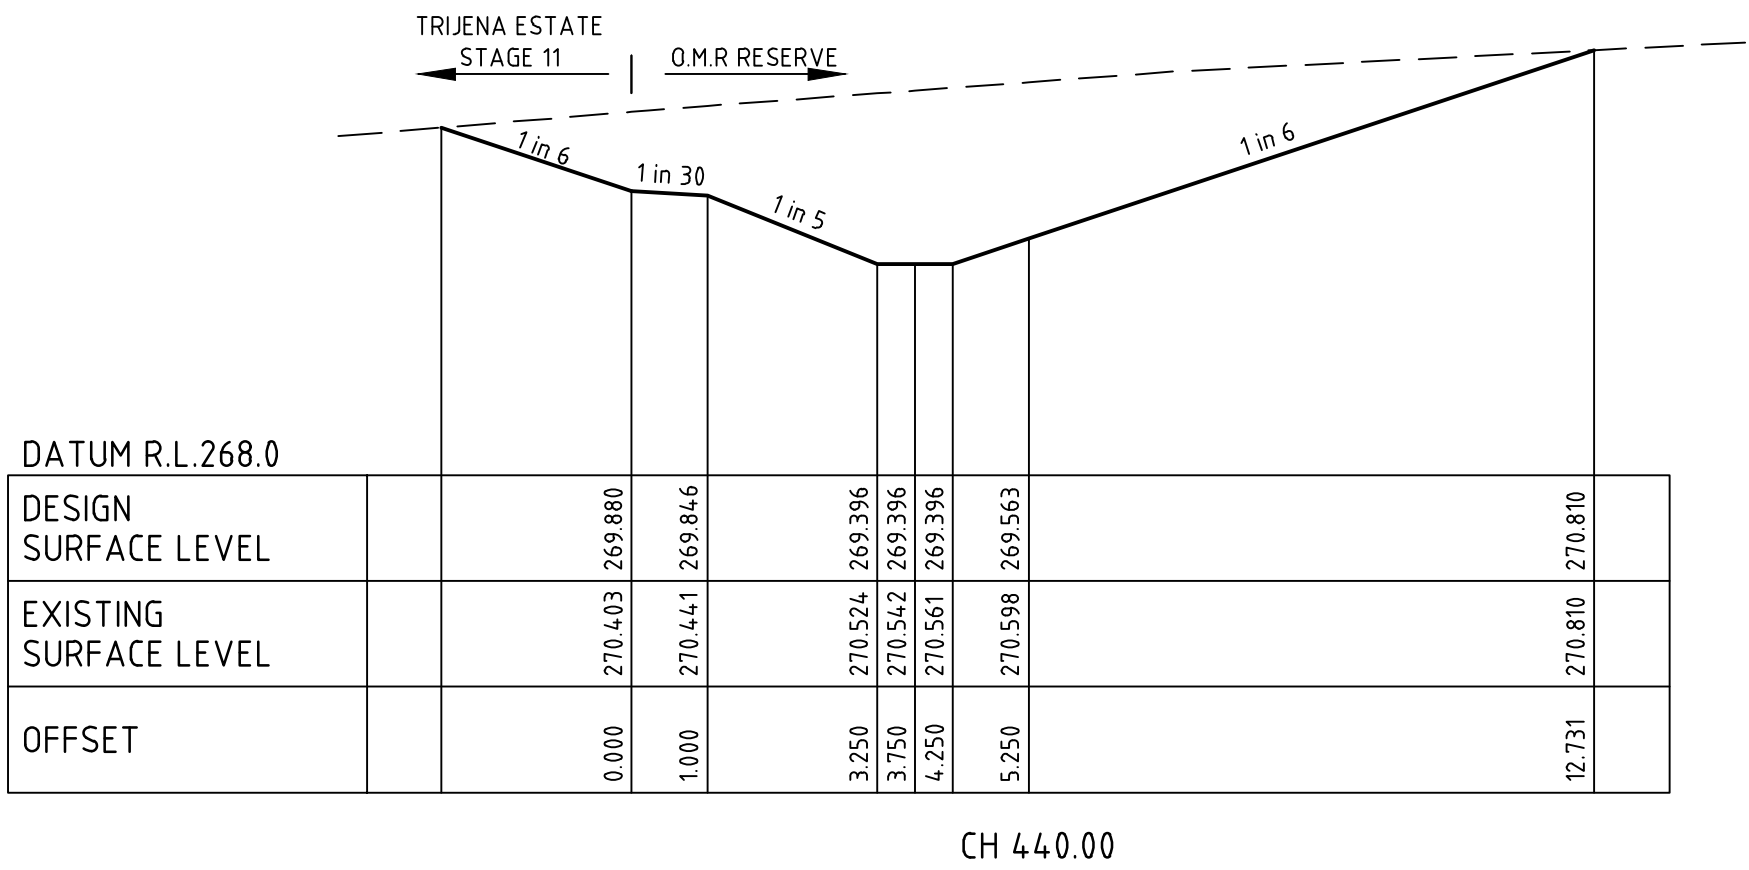 TRIJENA ESTATE
STAGE 11
O.M.R RESERVE
1 in 6
1 in 30
1 in 5
1 in 6
DATUM R.L.268.0
DESIGN
SURFACE LEVEL
269.880
269.846
269.396
269.396
269.396
269.563
270.810
EXISTING
SURFACE LEVEL
270.403
270.441
270.524
270.542
270.561
270.598
270.810
OFFSET
0.000
1.000
3.250
3.750
4.250
5.250
12.731
CH 440.00